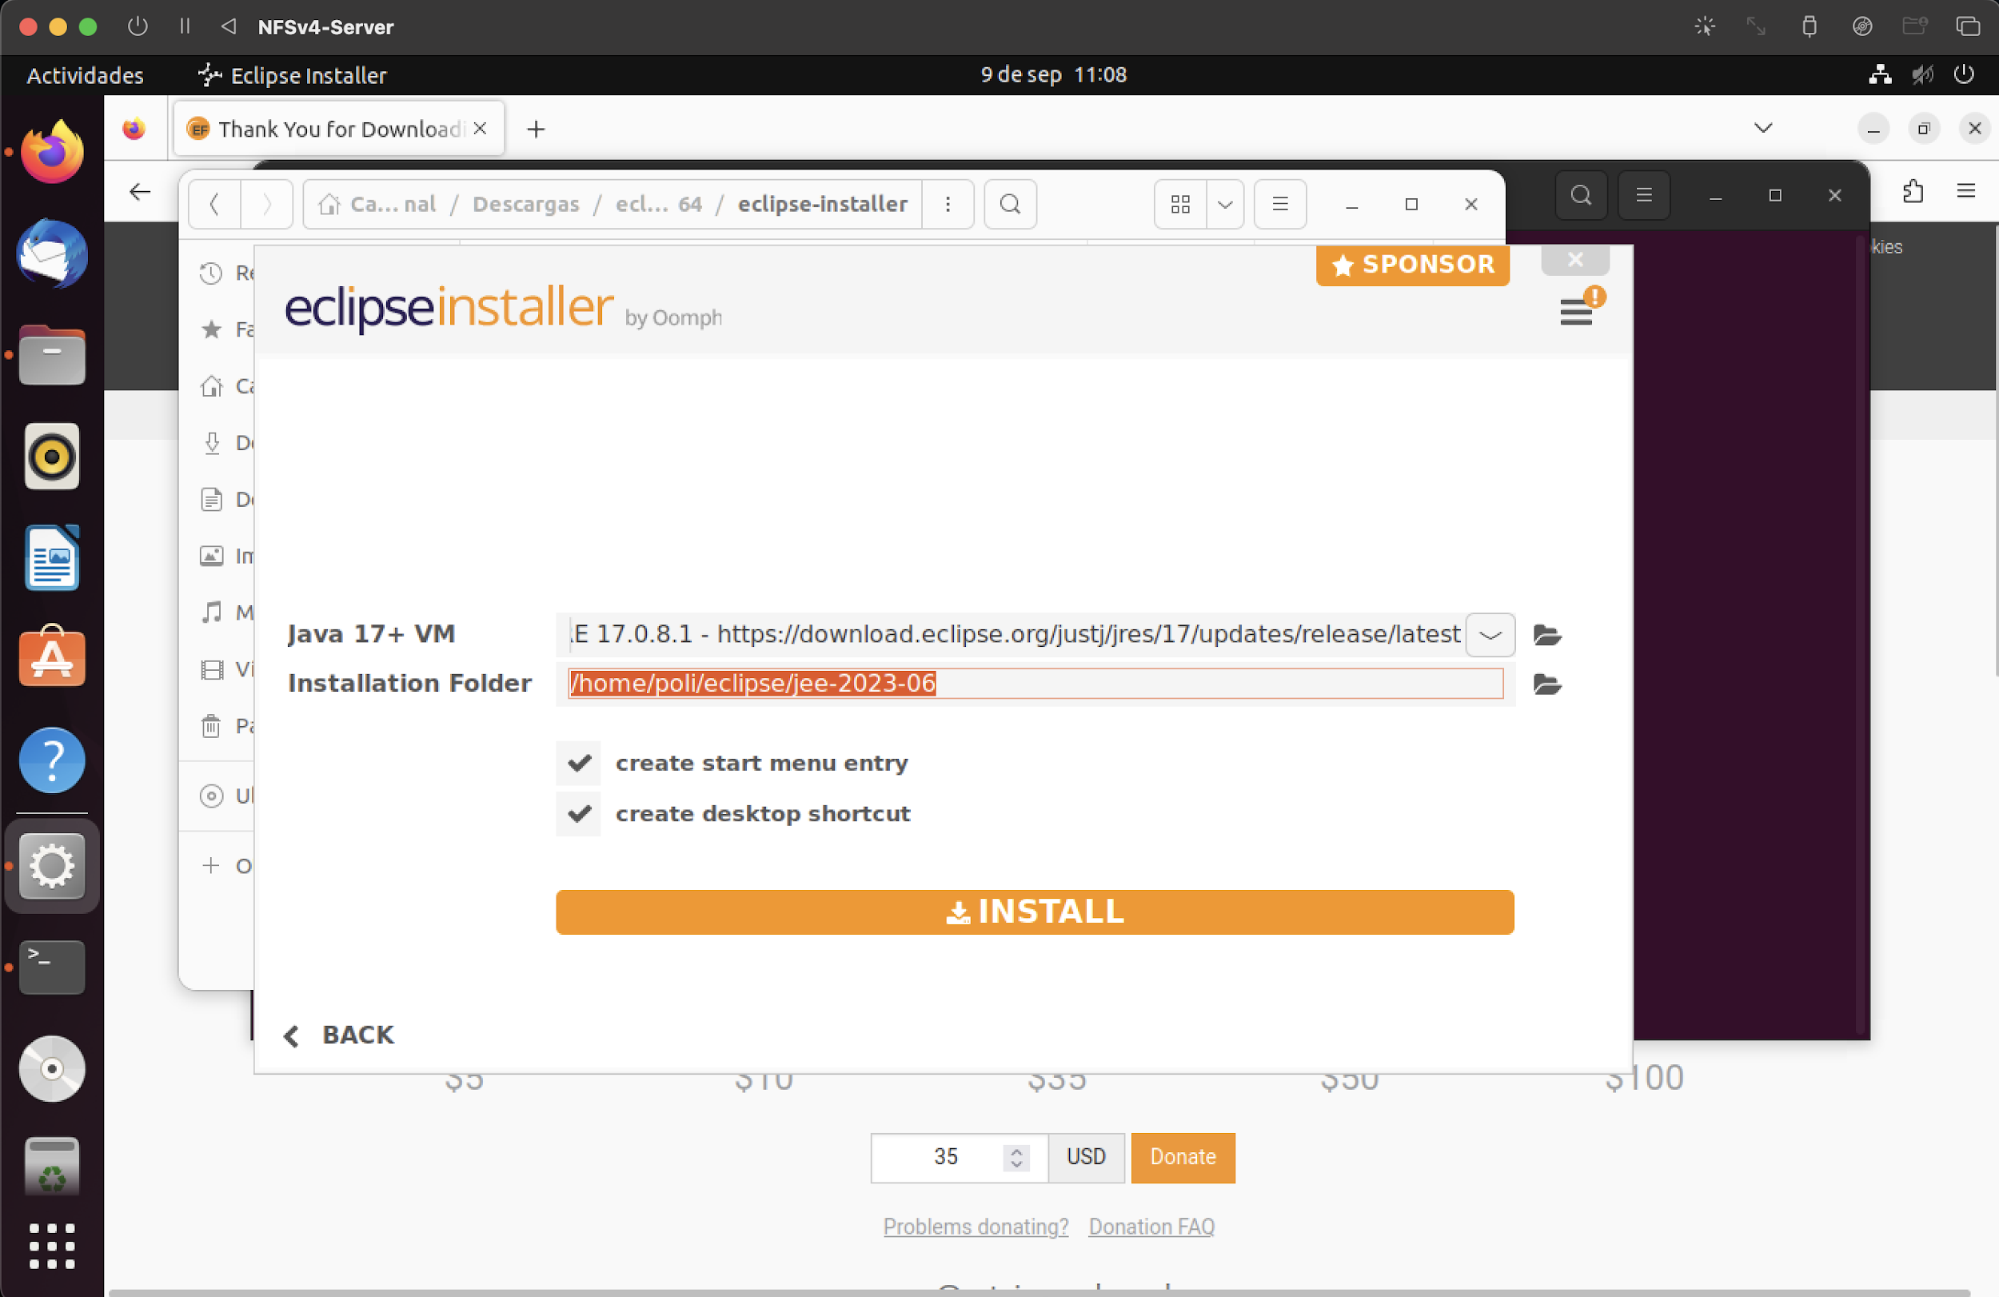 NFSv4-Server
Actividades Eclipse Installer 9 de sep 11:08
EF Thank You for Downloadi
Ca... nal / Descargas / ecl... 64 / eclipse-installer
kies
SPONSOR
eclipseinstaller by Oomph
Re
Fa
Ca
De
Do
Im
M
Vi
Pa
Ul
O
Java 17+ VM E 17.0.8.1 - https://download.eclipse.org/justj/jres/17/updates/release/latest
Installation Folder /home/poli/eclipse/jee-2023-06
create start menu entry
create desktop shortcut
INSTALL
BACK
$5 $10 $35 $50 $100
35 USD Donate
Problems donating? Donation FAQ